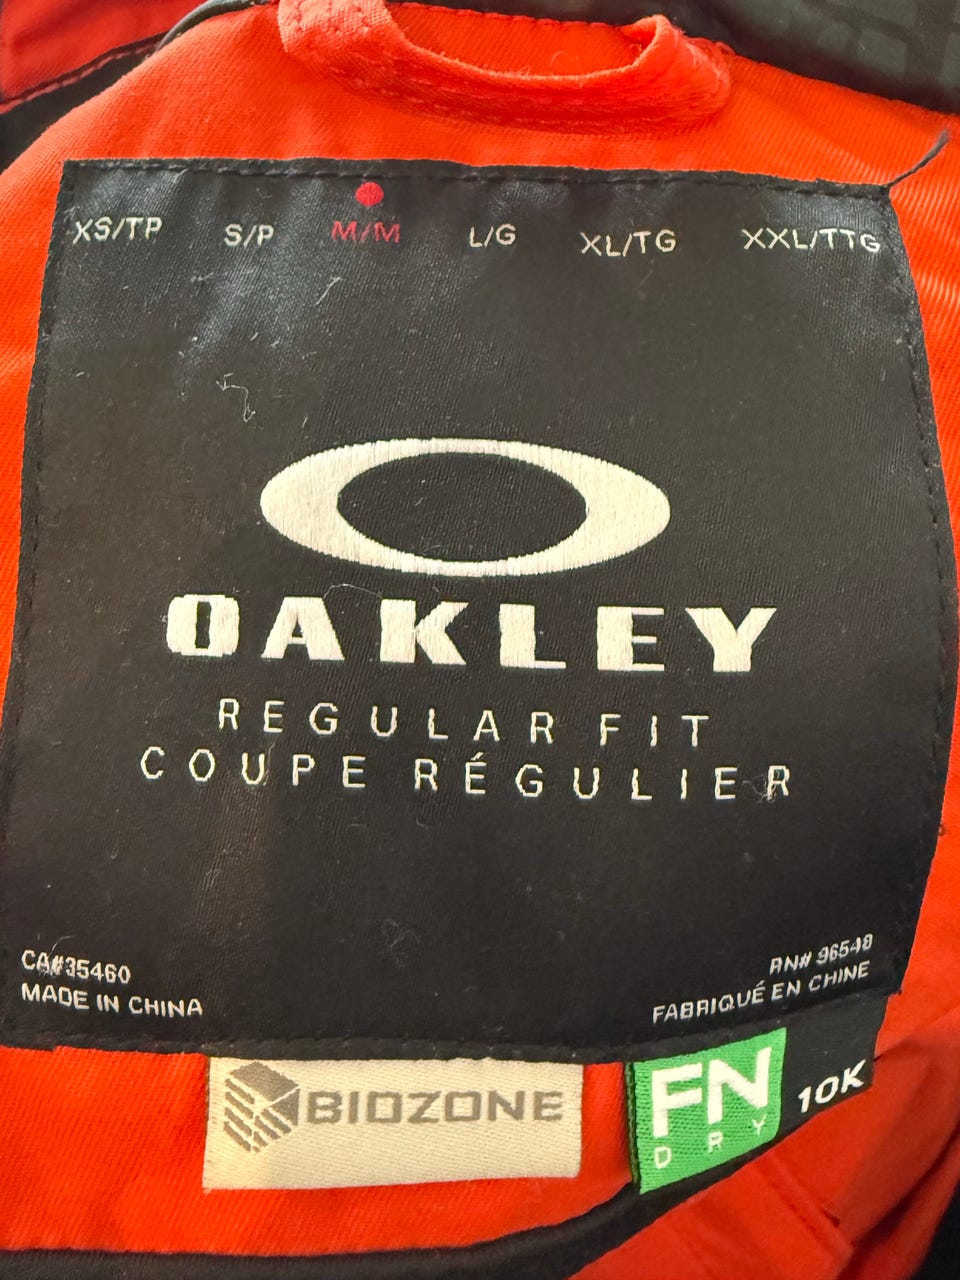 XS/TP S/P M/M L/G XL/TG XXL/TTG
OAKLEY
REGULAR FIT
COUPE RÉGULIER
CA#35460
MADE IN CHINA
RN# 96548
FABRIQUÉ EN CHINE
BIOZONE
FN
DRY
10K